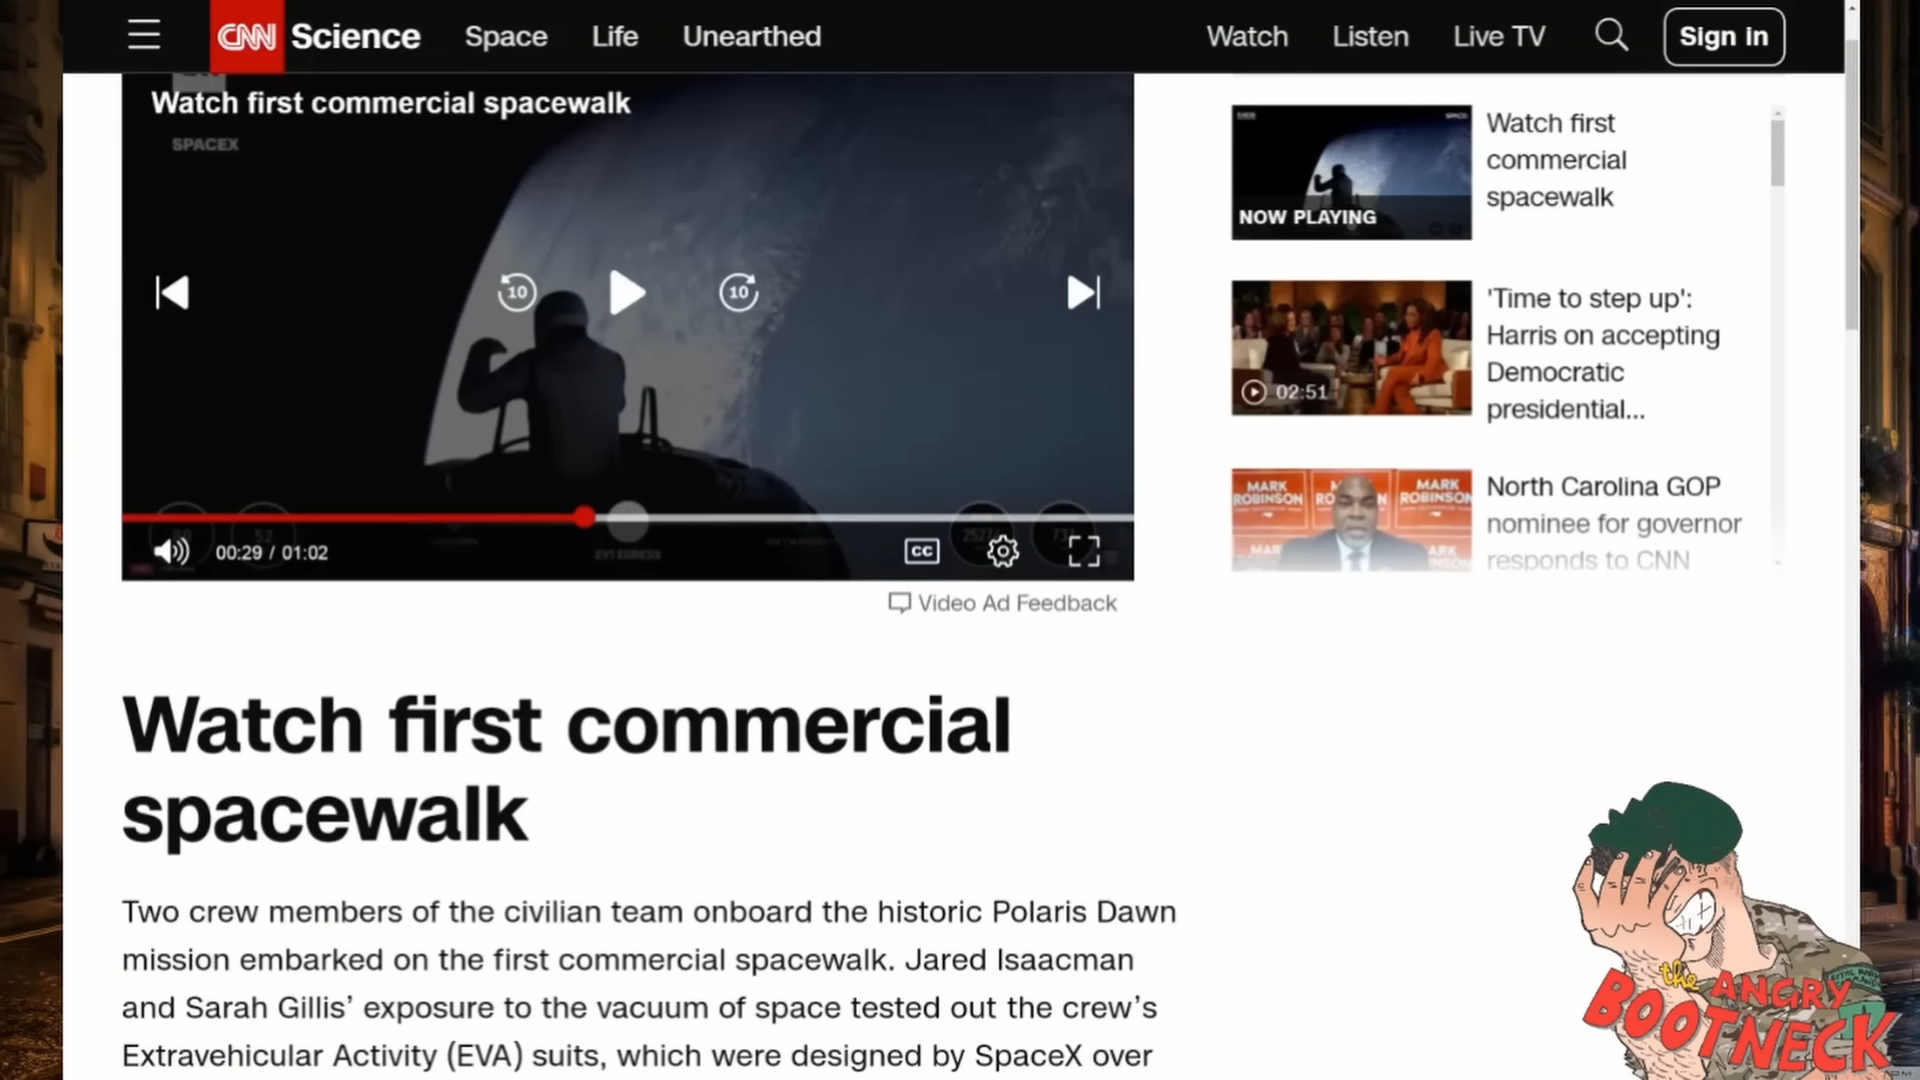 CNN Science Space Life Unearthed Watch Listen Live TV Sign in
Watch first commercial spacewalk
SPACEX
10 10
00:29 / 01:02
CC
EVT EGRESS
Video Ad Feedback
Watch first
commercial
spacewalk
NOW PLAYING
'Time to step up':
Harris on accepting
Democratic
presidential...
02:51
North Carolina GOP
nominee for governor
responds to CNN
MARK ROBINSON
MARK ROBINSON
Watch first commercial
spacewalk
Two crew members of the civilian team onboard the historic Polaris Dawn
mission embarked on the first commercial spacewalk. Jared Isaacman
and Sarah Gillis’ exposure to the vacuum of space tested out the crew’s
Extravehicular Activity (EVA) suits, which were designed by SpaceX over
the ANGRY
BOOTNECK